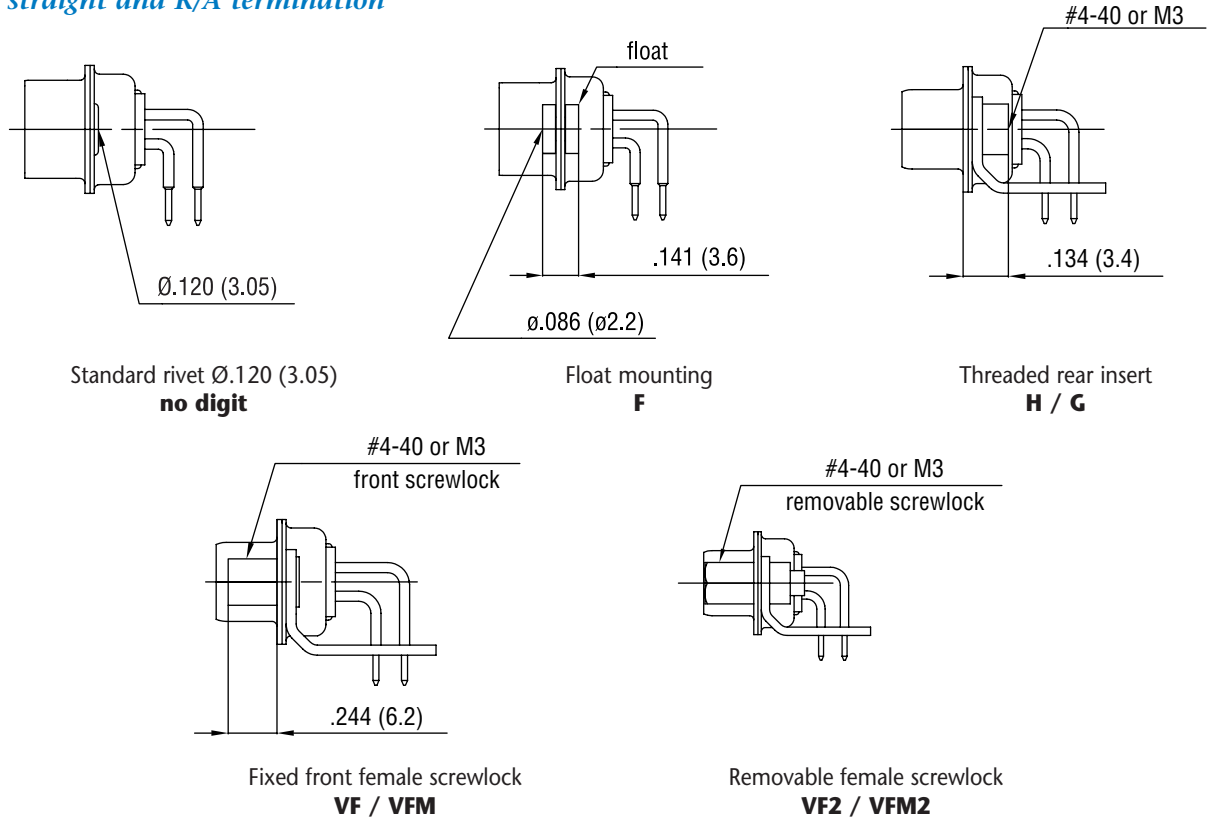 straight and R/A termination
Ø.120 (3.05)
Standard rivet Ø.120 (3.05)
no digit
float
.141 (3.6)
ø.086 (ø2.2)
Float mounting
F
#4-40 or M3
.134 (3.4)
Threaded rear insert
H / G
#4-40 or M3
front screwlock
.244 (6.2)
Fixed front female screwlock
VF / VFM
#4-40 or M3
removable screwlock
Removable female screwlock
VF2 / VFM2